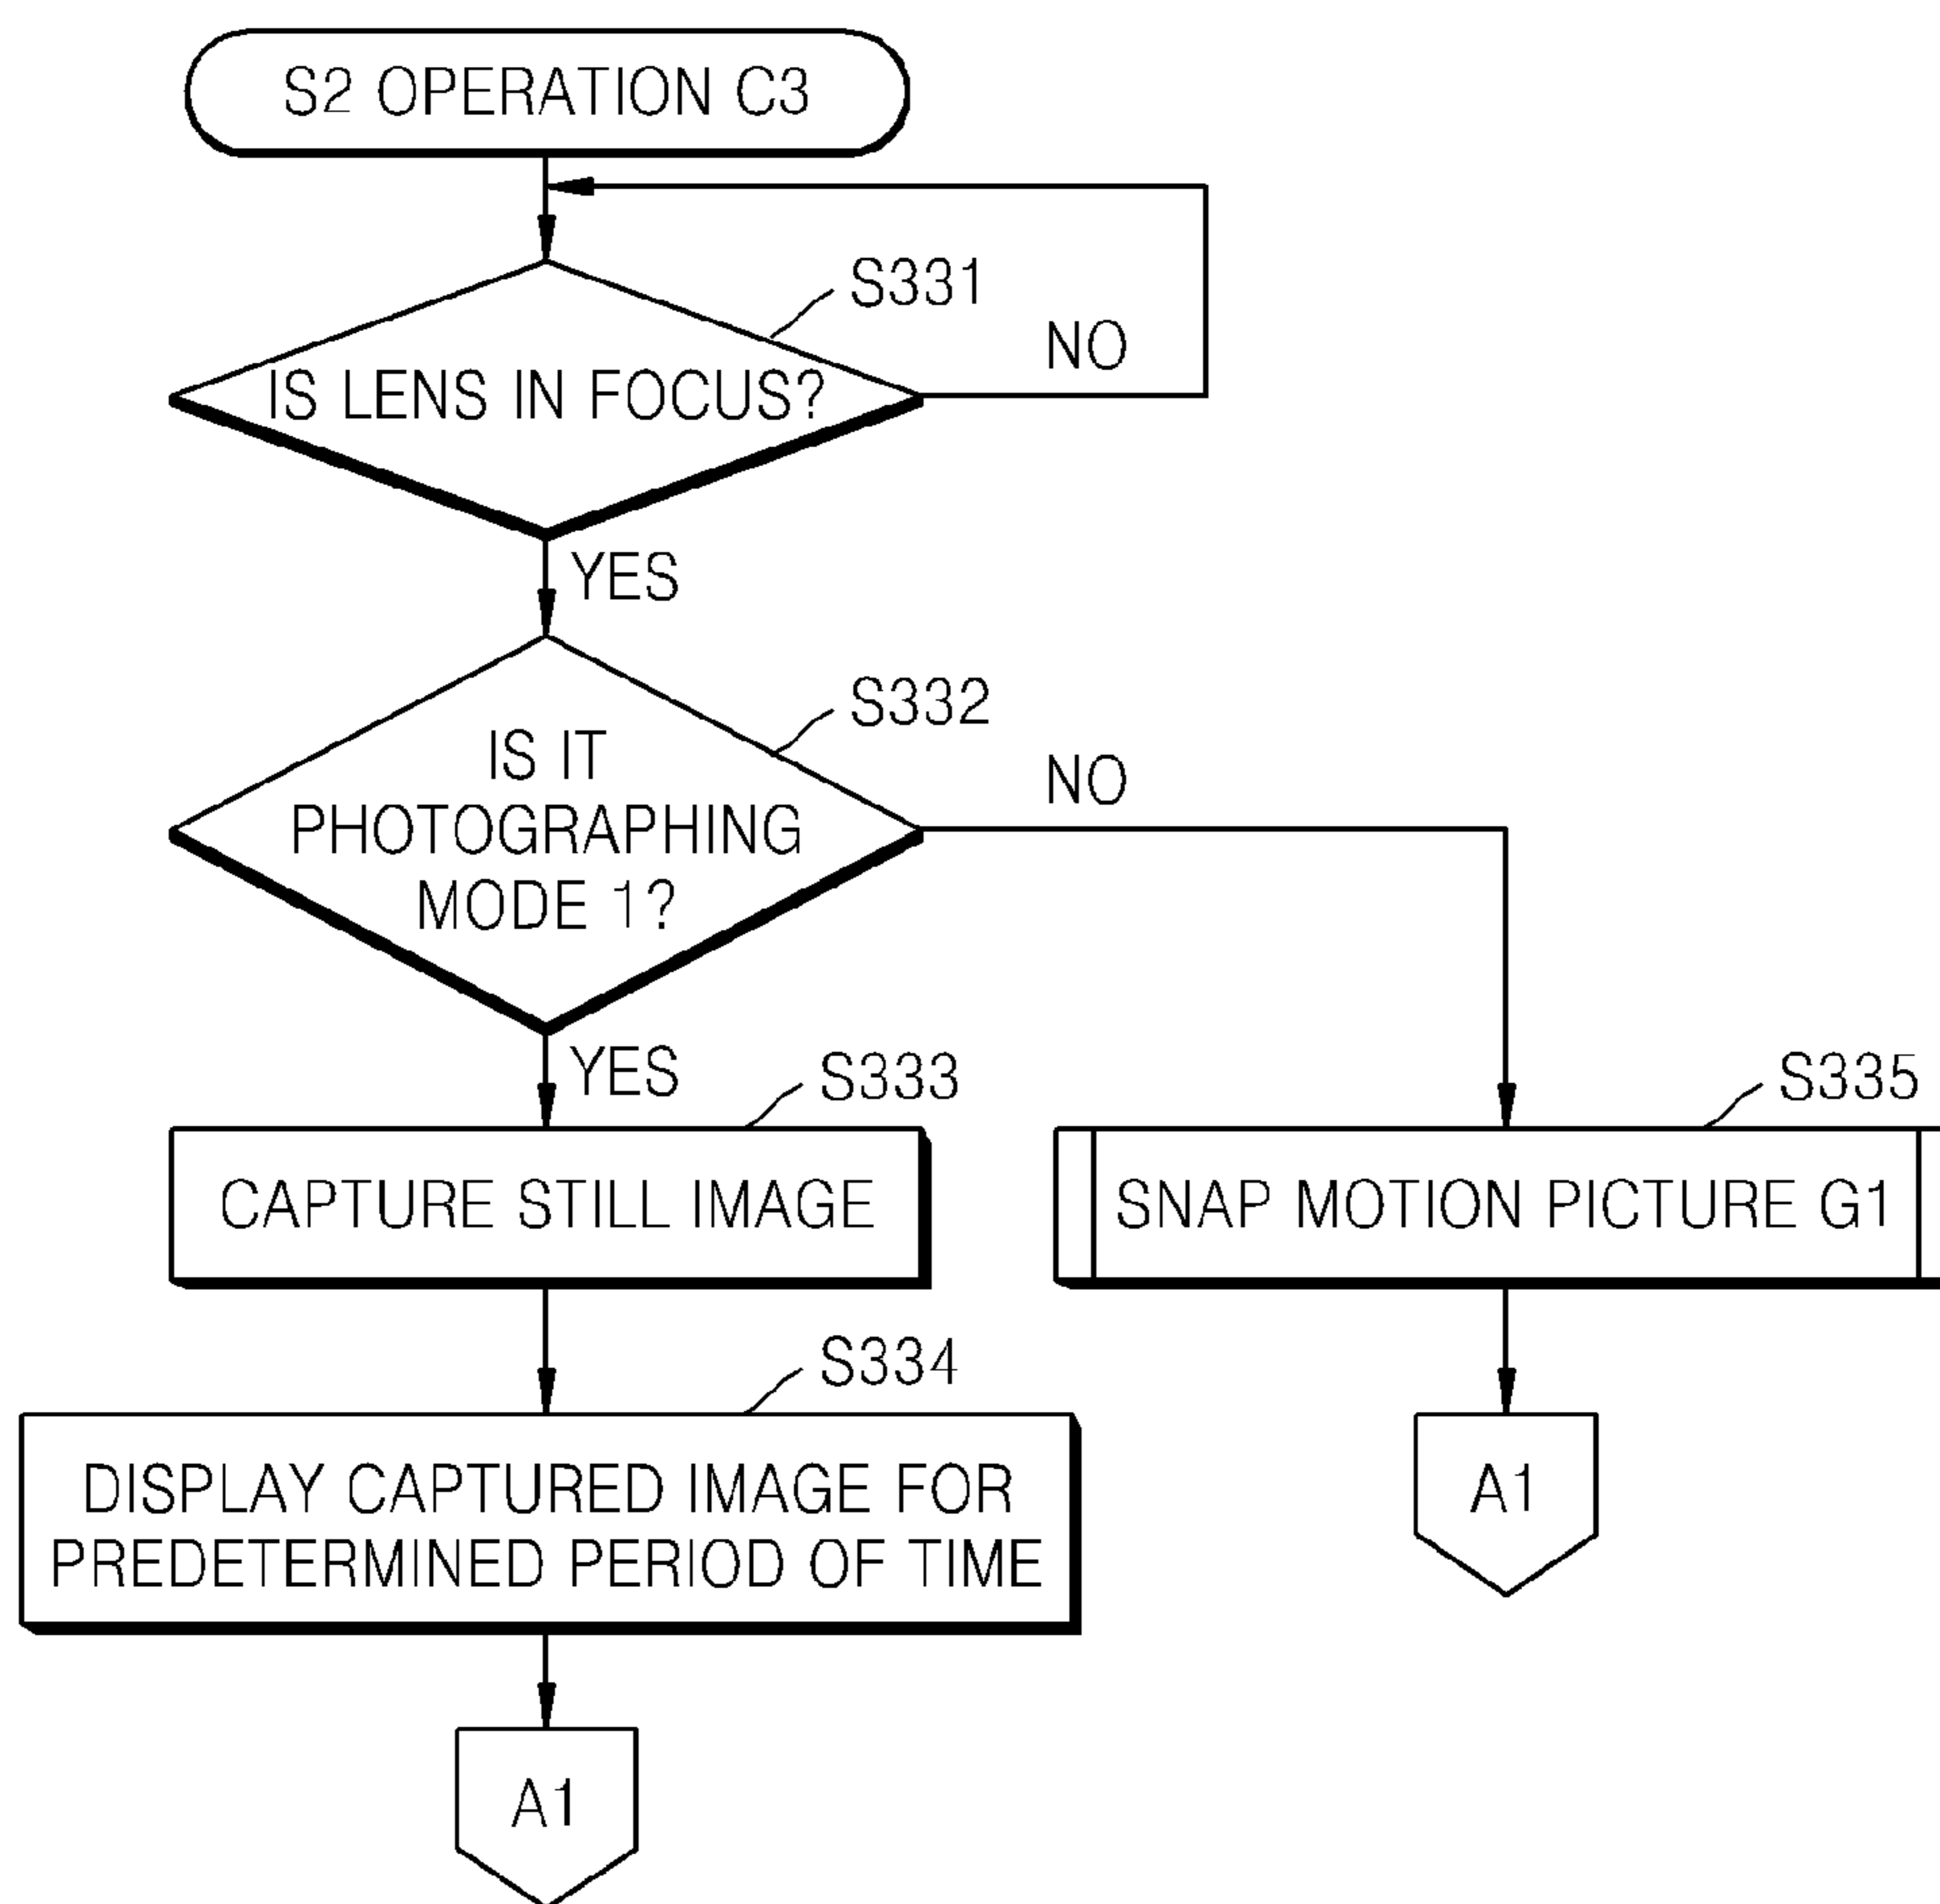 S2 OPERATION C3
S331
NO
IS LENS IN FOCUS?
YES
S332
NO
IS IT
PHOTOGRAPHING
MODE 1?
YES
S333
S335
CAPTURE STILL IMAGE
SNAP MOTION PICTURE G1
S334
DISPLAY CAPTURED IMAGE FOR
PREDETERMINED PERIOD OF TIME
A1
A1